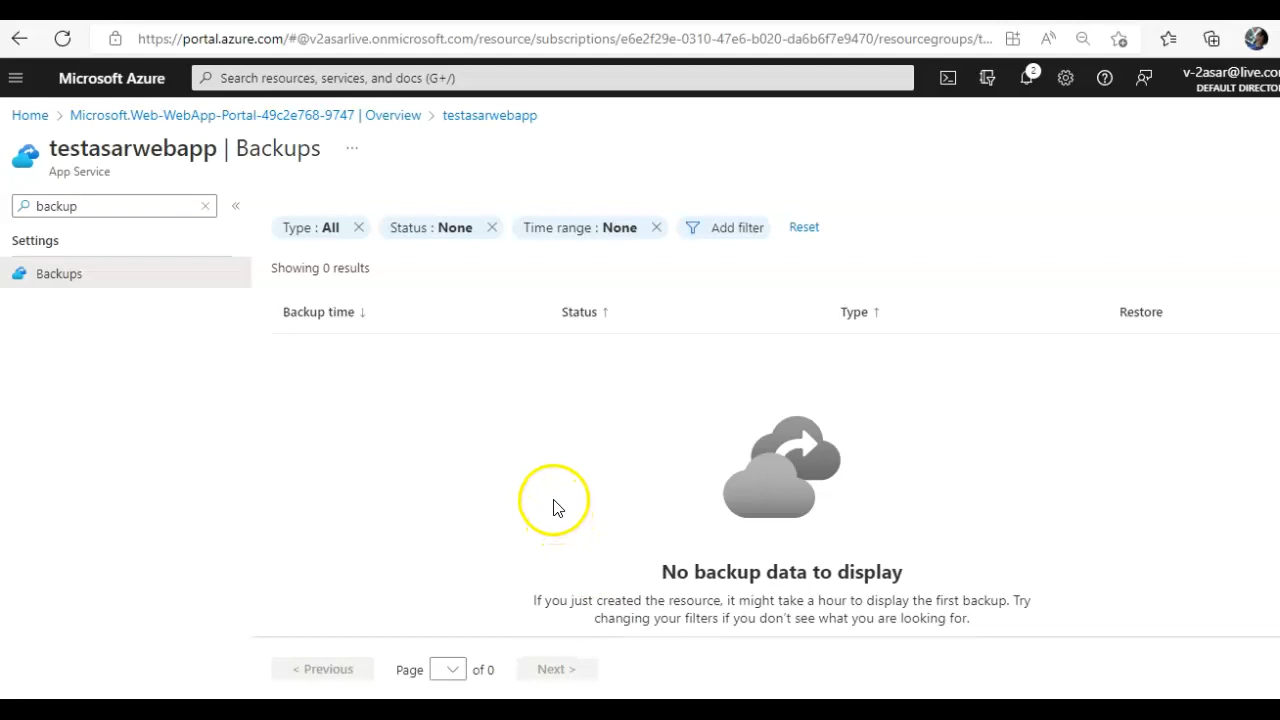 https://portal.azure.com/#@v2asarlive.onmicrosoft.com/resource/subscriptions/e6e2f29e-0310-47e6-b020-da6b6f7e9470/resourcegroups/t...
Microsoft Azure
Search resources, services, and docs (G+/)
2
v-2asar@live.co
DEFAULT DIRECTOR
Home > Microsoft.Web-WebApp-Portal-49c2e768-9747 | Overview > testasarwebapp
testasarwebapp | Backups ...
App Service
backup
Settings
Backups
Type : All
Status : None
Time range : None
Add filter
Reset
Showing 0 results
Backup time ↓ Status ↑ Type ↑ Restore
No backup data to display
If you just created the resource, it might take a hour to display the first backup. Try
changing your filters if you don't see what you are looking for.
< Previous Page of 0 Next >